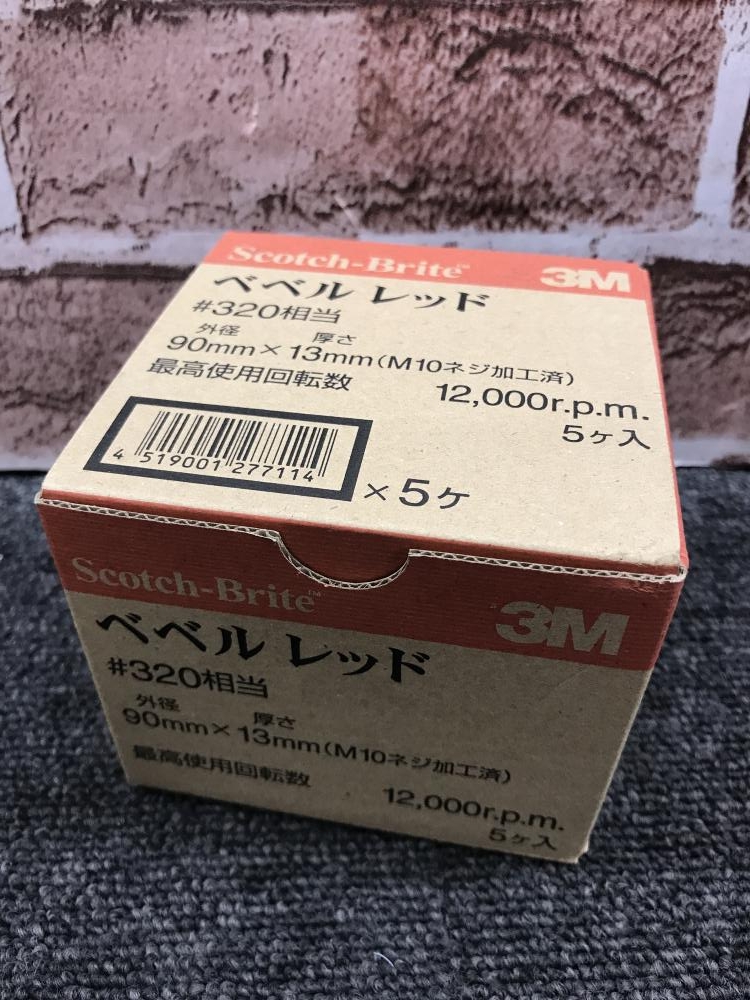 Scotch-Brite™ 3M
ベベル レッド
#320相当
外径 厚さ
90mm×13mm(M10ネジ加工済)
最高使用回転数 12,000r.p.m.
5ヶ入
4 519001 277114
×5ケ
Scotch-Brite™ 3M
ベベル レッド
#320相当
外径 厚さ
90mm×13mm(M10ネジ加工済)
最高使用回転数 12,000r.p.m.
5ヶ入